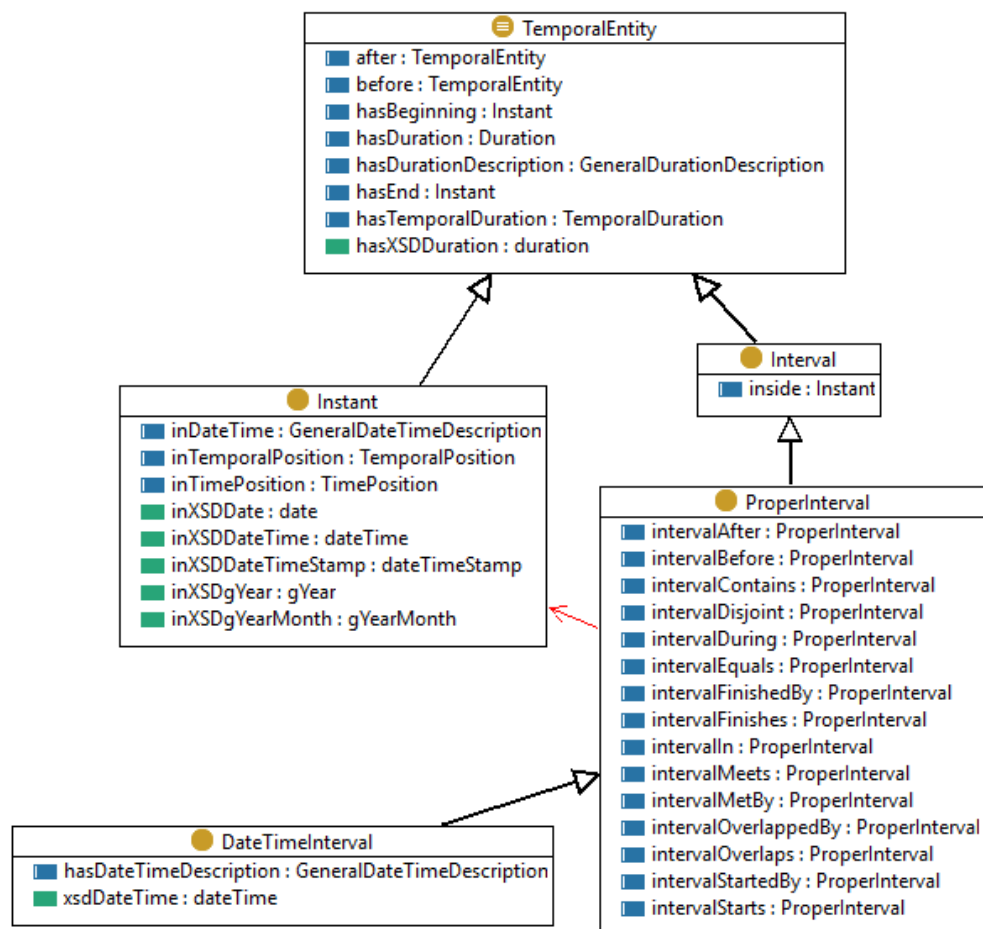 TemporalEntity
after : TemporalEntity
before : TemporalEntity
hasBeginning : Instant
hasDuration : Duration
hasDurationDescription : GeneralDurationDescription
hasEnd : Instant
hasTemporalDuration : TemporalDuration
hasXSDDuration : duration
Interval
inside : Instant
Instant
inDateTime : GeneralDateTimeDescription
inTemporalPosition : TemporalPosition
inTimePosition : TimePosition
inXSDDate : date
inXSDDateTime : dateTime
inXSDDateTimeStamp : dateTimeStamp
inXSDgYear : gYear
inXSDgYearMonth : gYearMonth
ProperInterval
intervalAfter : ProperInterval
intervalBefore : ProperInterval
intervalContains : ProperInterval
intervalDisjoint : ProperInterval
intervalDuring : ProperInterval
intervalEquals : ProperInterval
intervalFinishedBy : ProperInterval
intervalFinishes : ProperInterval
intervalIn : ProperInterval
intervalMeets : ProperInterval
intervalMetBy : ProperInterval
intervalOverlappedBy : ProperInterval
intervalOverlaps : ProperInterval
intervalStartedBy : ProperInterval
intervalStarts : ProperInterval
DateTimeInterval
hasDateTimeDescription : GeneralDateTimeDescription
xsdDateTime : dateTime